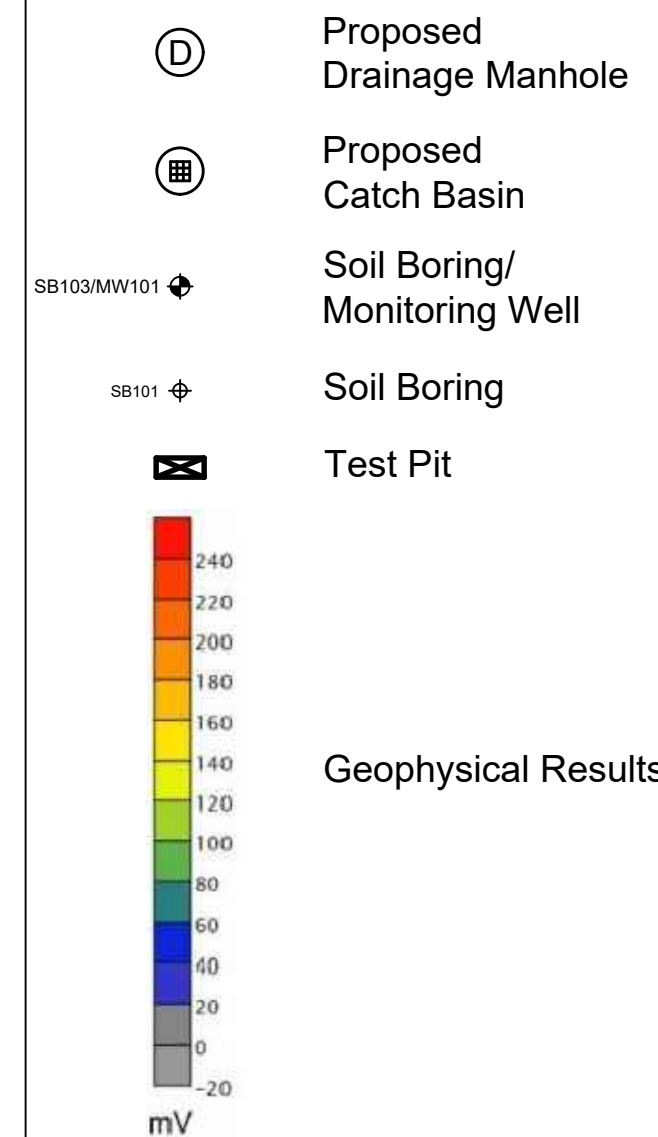 D
Proposed
Drainage Manhole
Proposed
Catch Basin
SB103/MW101
Soil Boring/
Monitoring Well
SB101
Soil Boring
Test Pit
240
220
200
180
160
140
120
100
80
60
40
20
0
-20
mV
Geophysical Results